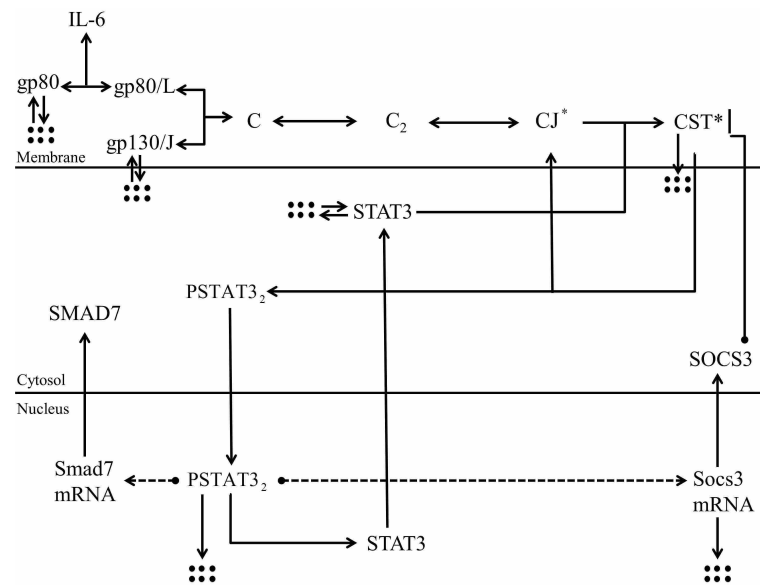 IL-6
gp80
gp80/L
gp130/J
C
C₂
CJ*
CST*
Membrane
STAT3
PSTAT3₂
SMAD7
SOCS3
Cytosol
Nucleus
Smad7
mRNA
PSTAT3₂
Socs3
mRNA
STAT3